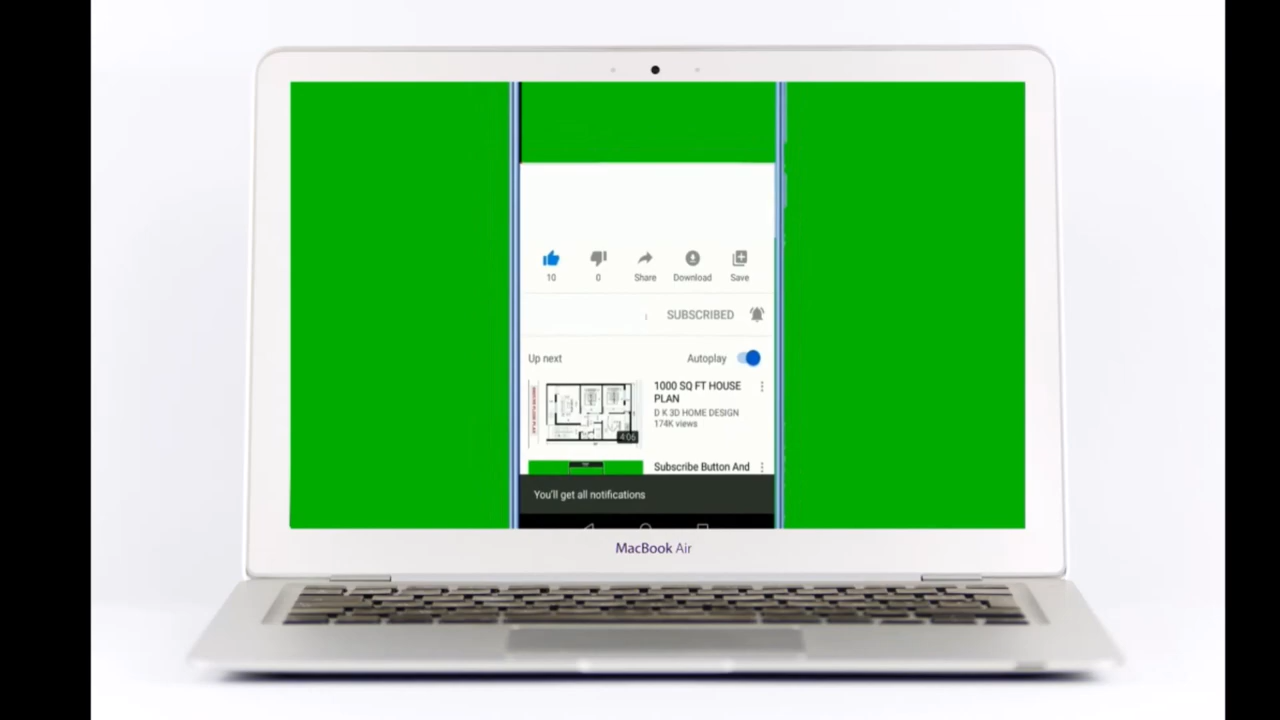 10
0
Share
Download
Save
SUBSCRIBED
Up next
Autoplay
1000 SQ FT HOUSE
PLAN
D K 3D HOME DESIGN
174K views
4:06
Subscribe Button And
You'll get all notifications
MacBook Air